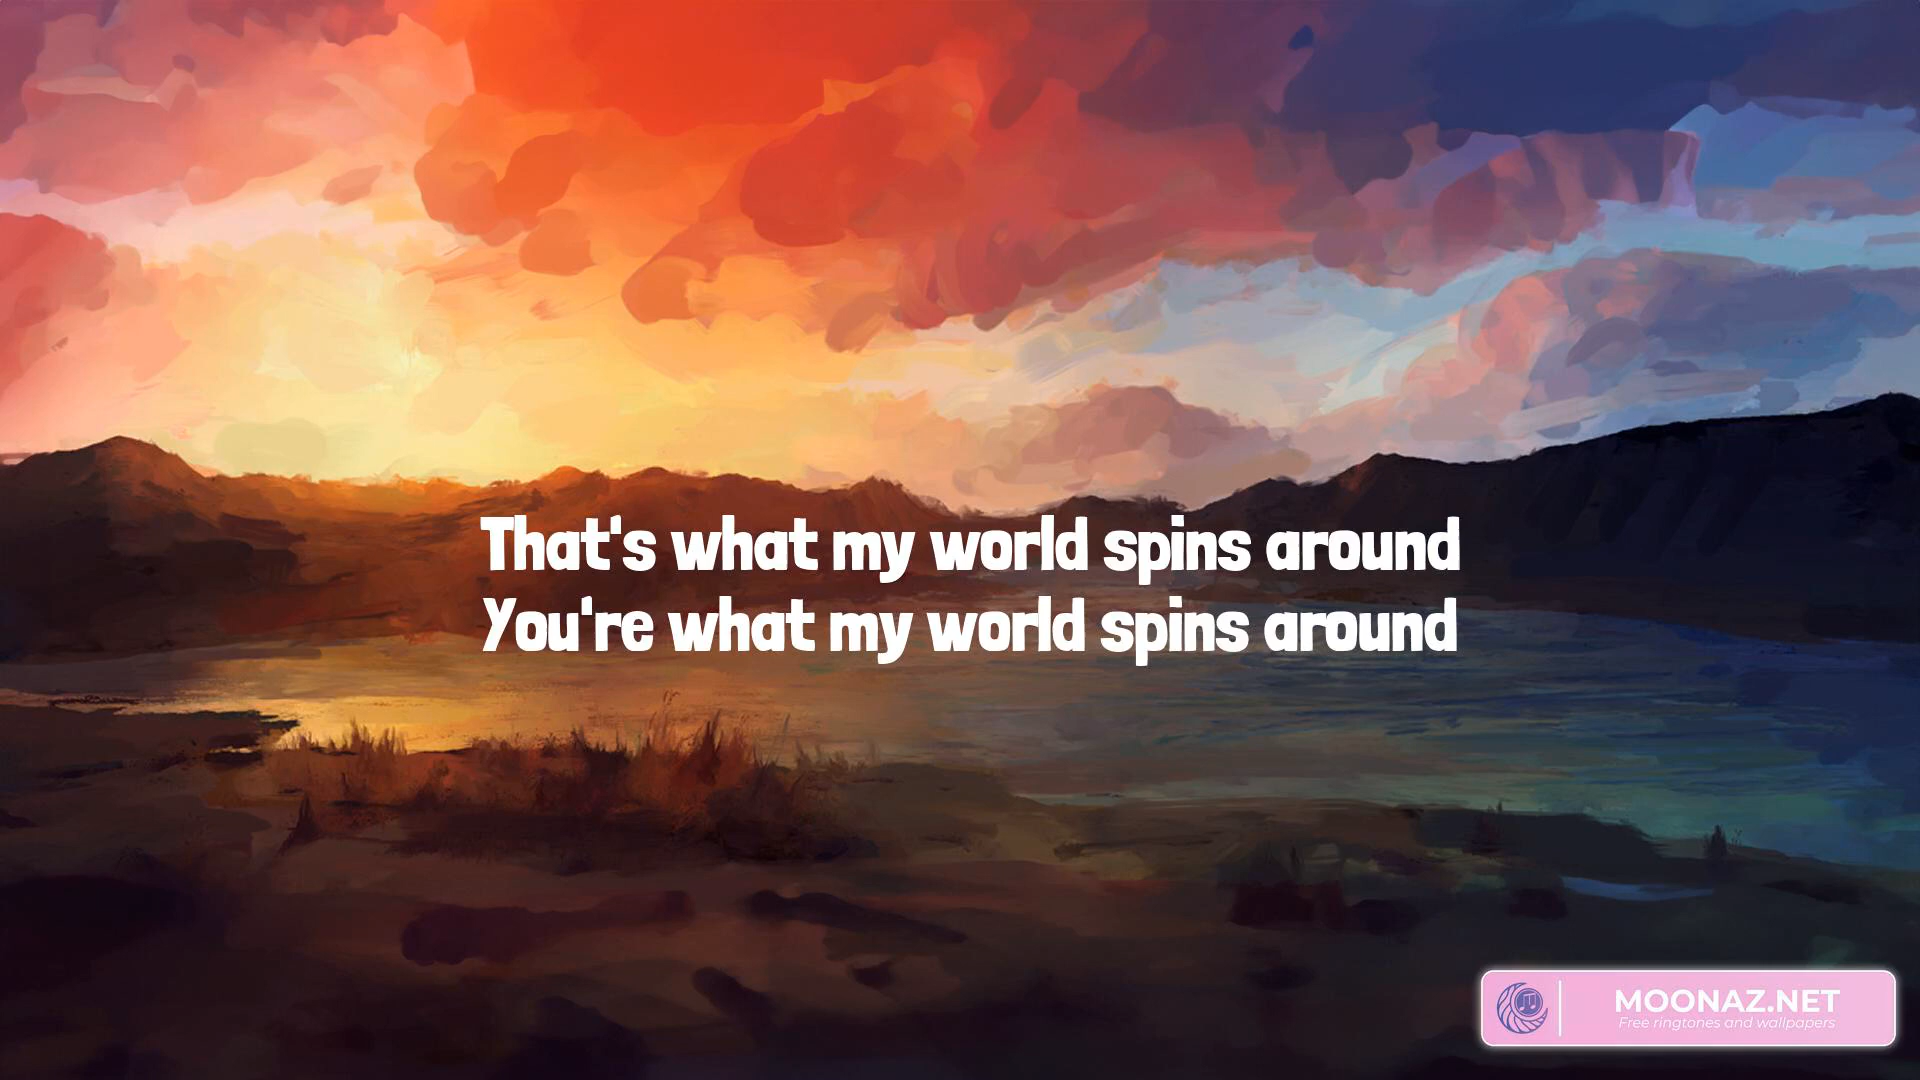 That's what my world spins around
You're what my world spins around
MOONAZ.NET
Free ringtones and wallpapers